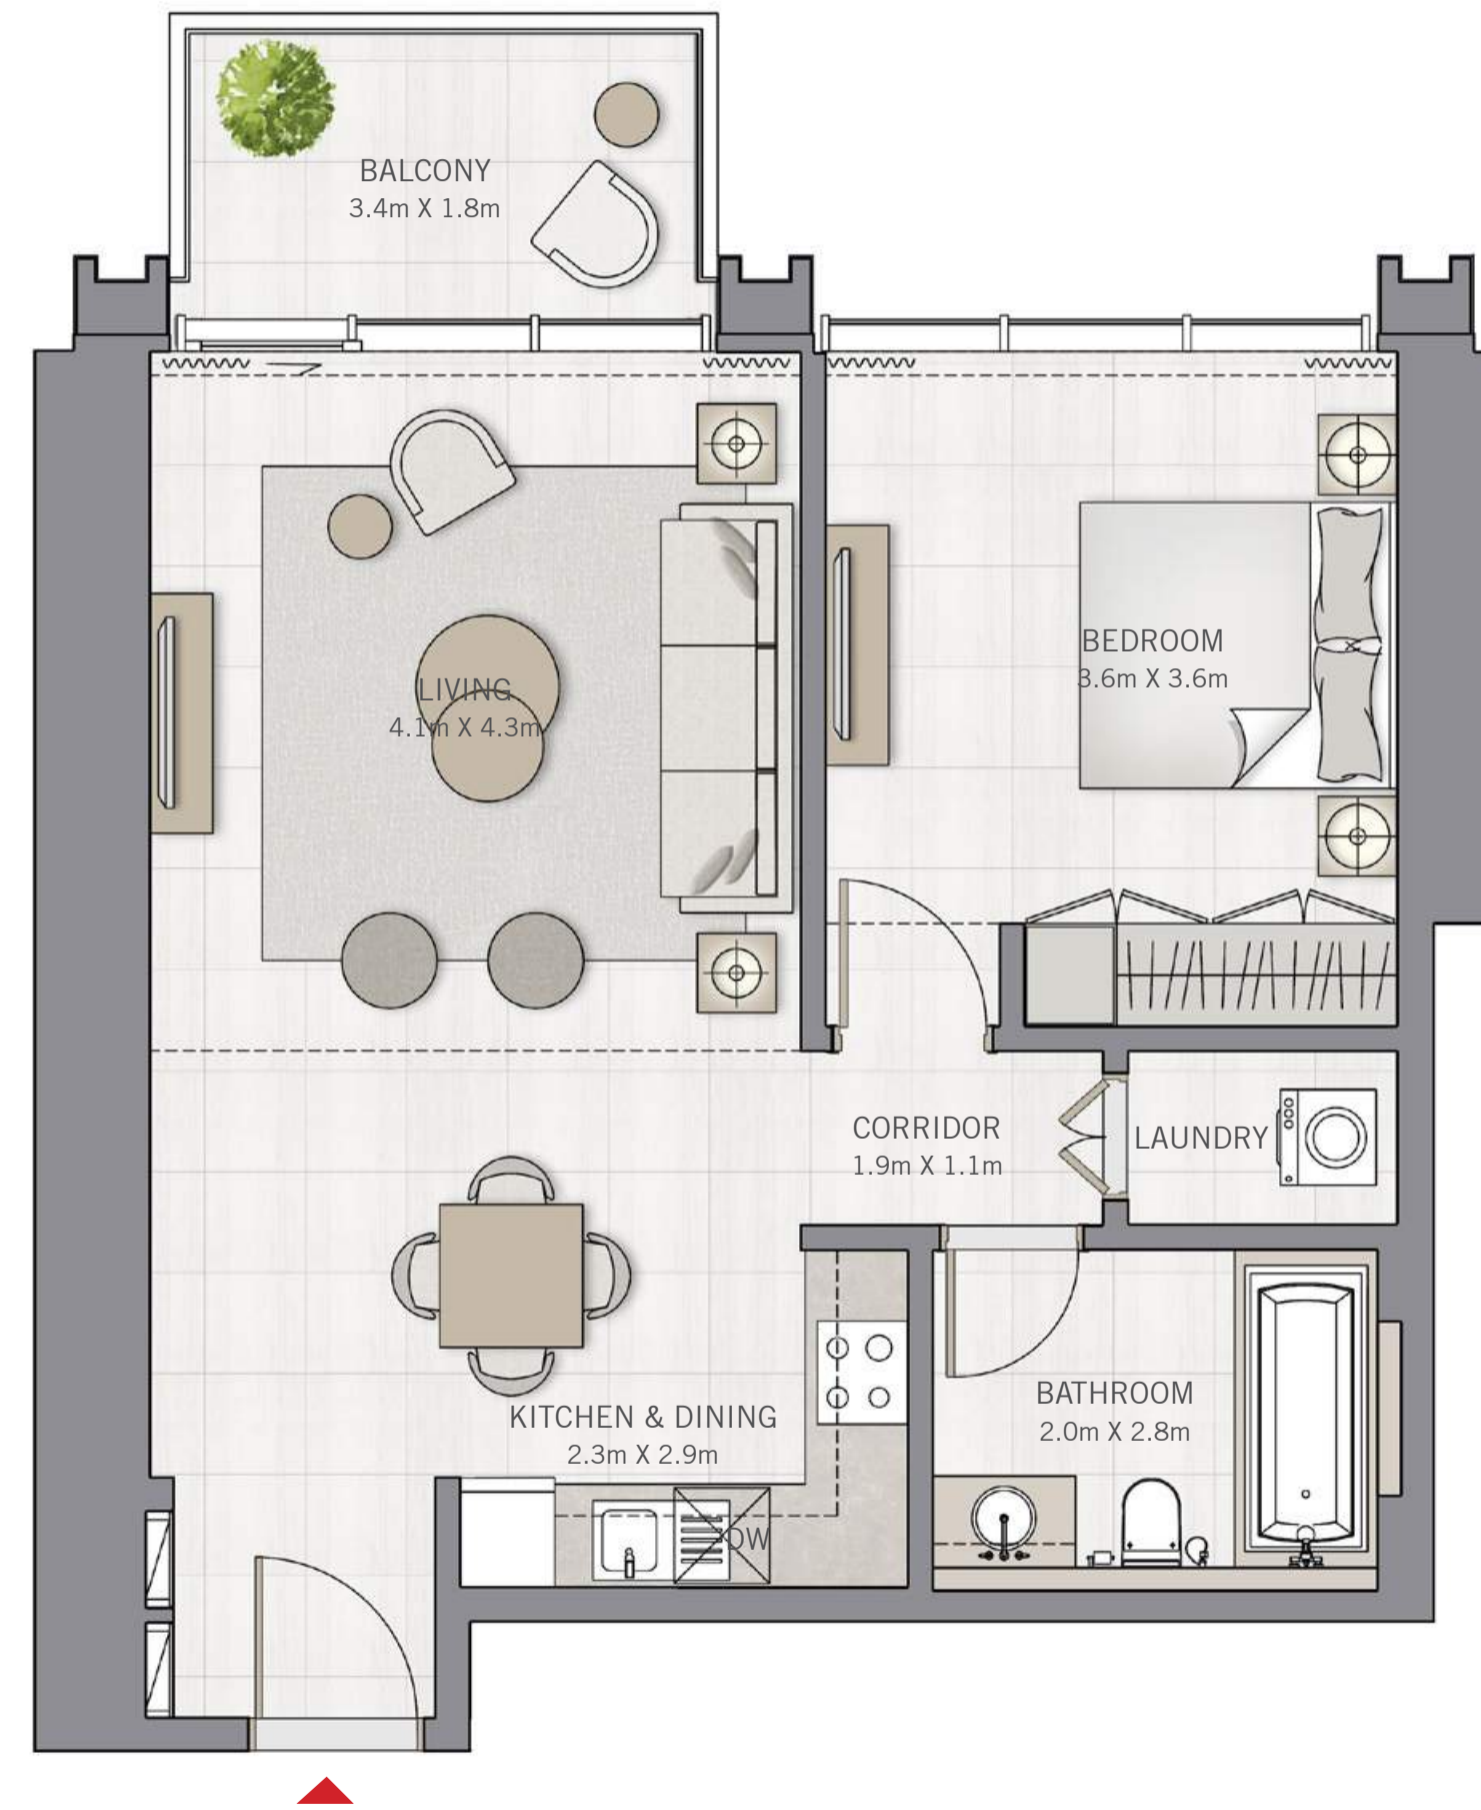 BALCONY
3.4m X 1.8m
LIVING
4.1m X 4.3m
BEDROOM
3.6m X 3.6m
CORRIDOR
1.9m X 1.1m
LAUNDRY
KITCHEN & DINING
2.3m X 2.9m
BATHROOM
2.0m X 2.8m
DW